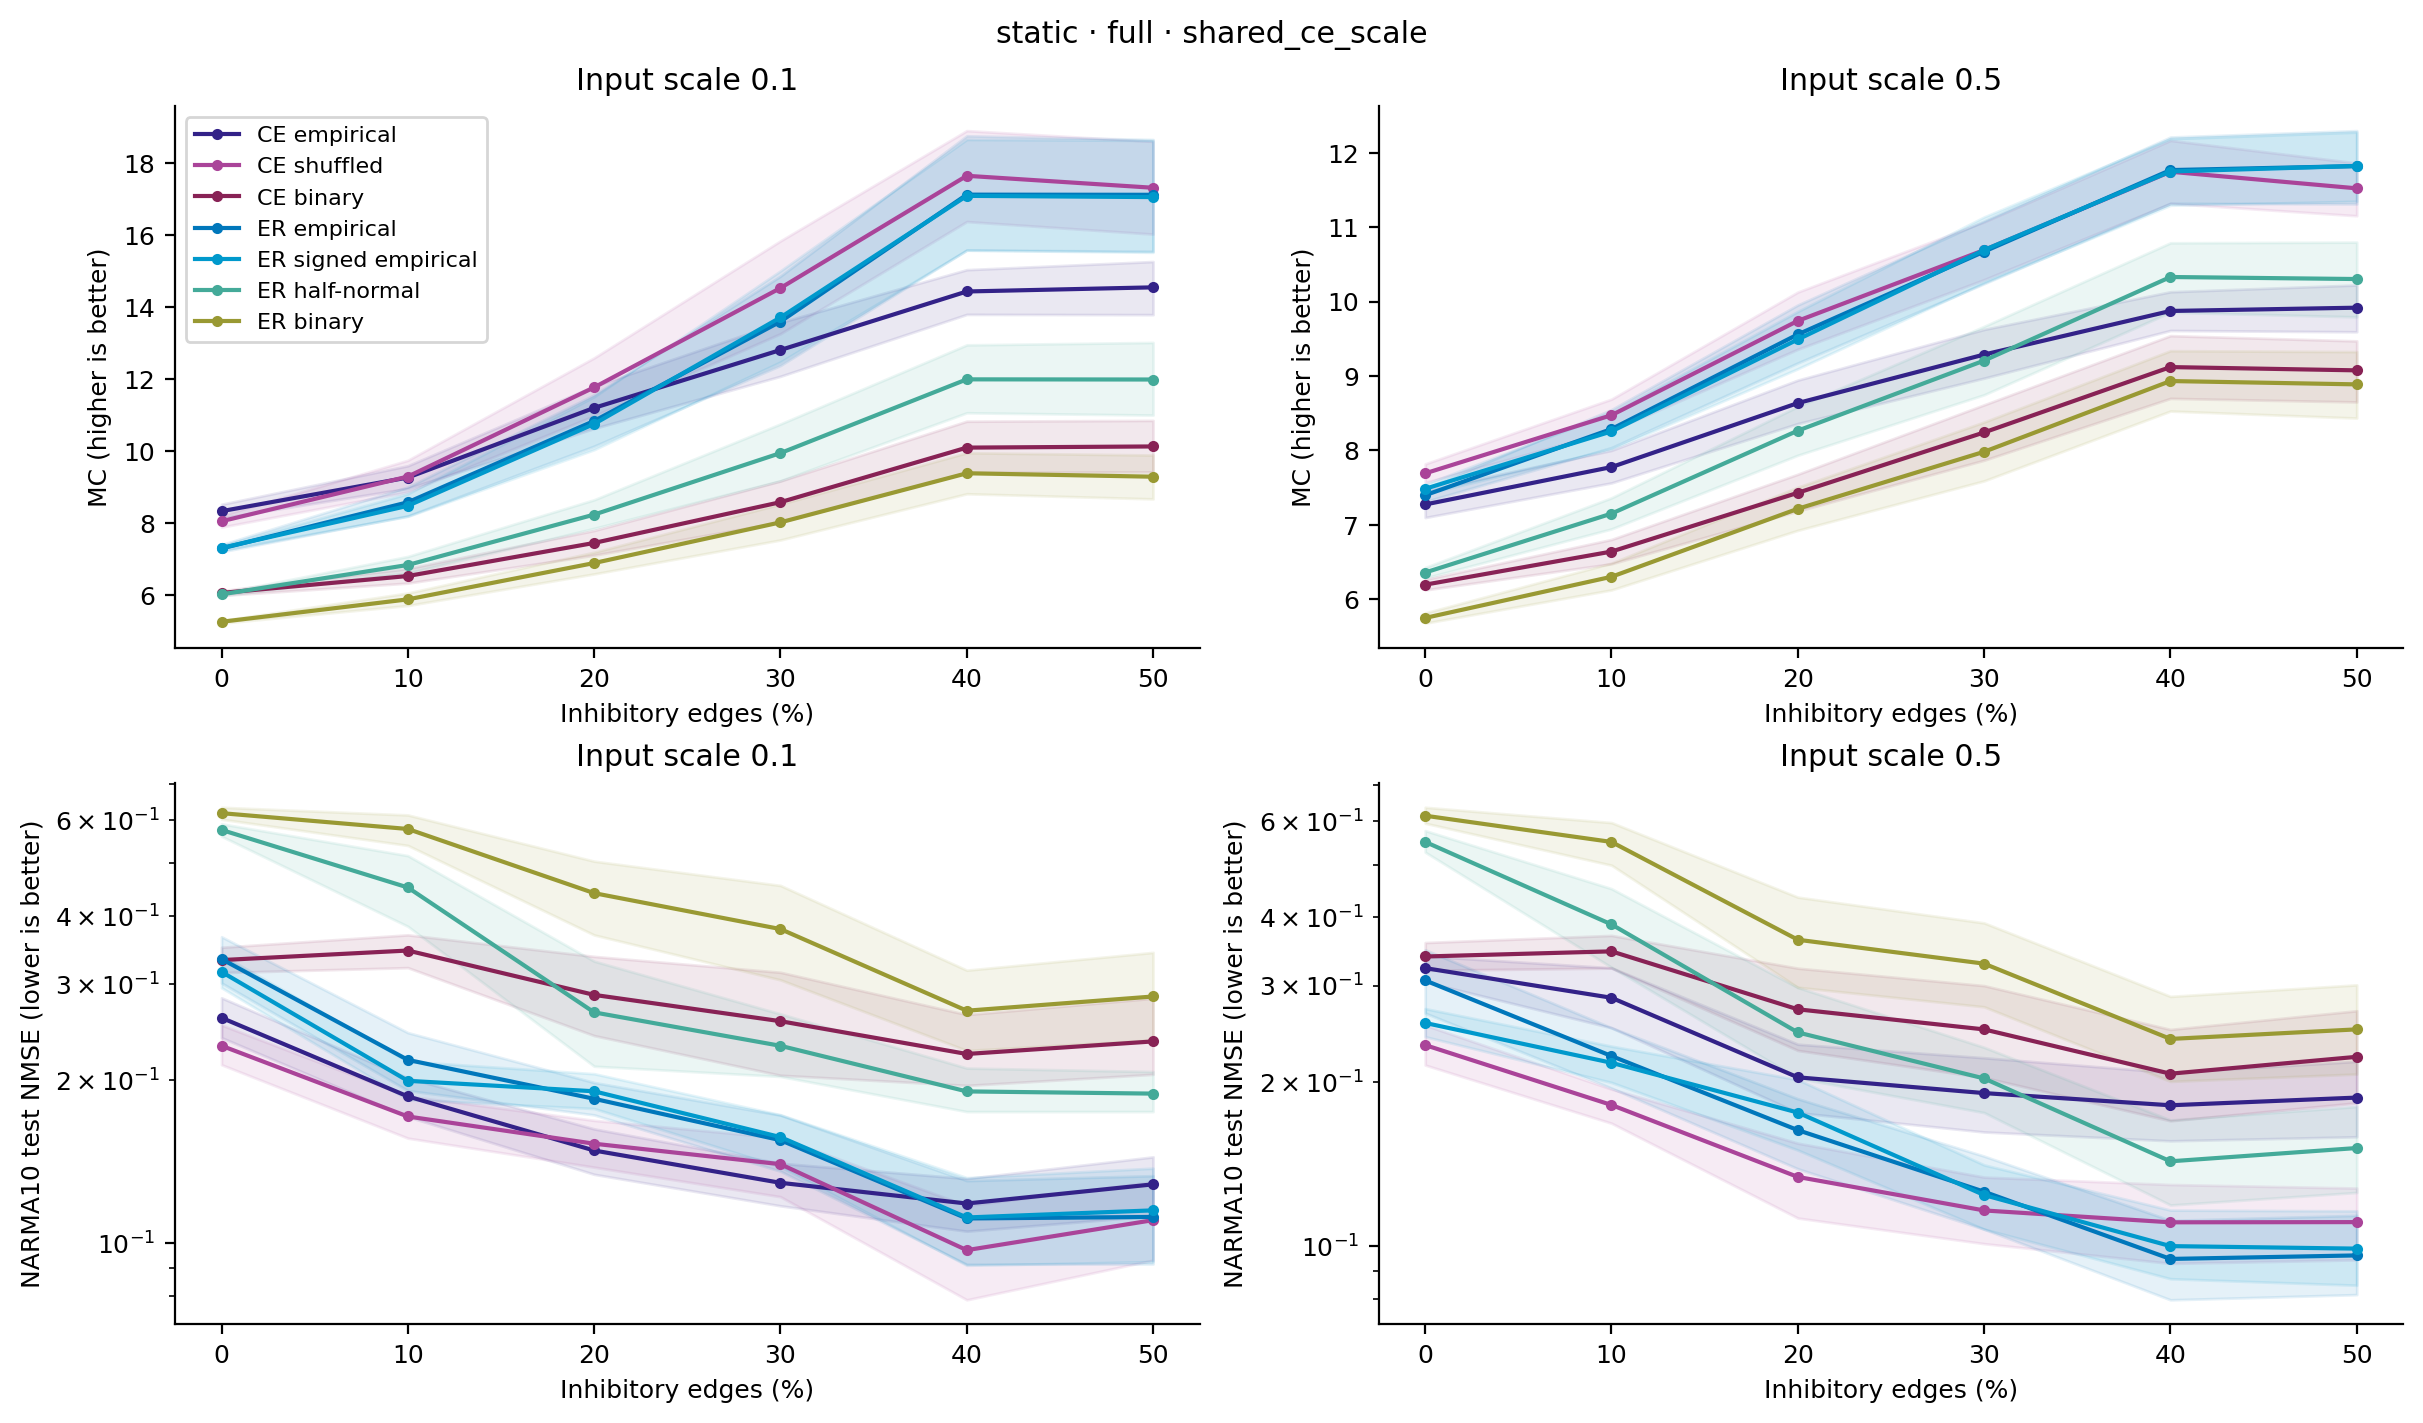 static · full · shared_ce_scale
Input scale 0.1
MC (higher is better)
18
16
14
12
10
8
6
CE empirical
CE shuffled
CE binary
ER empirical
ER signed empirical
ER half-normal
ER binary
0 10 20 30 40 50
Inhibitory edges (%)
Input scale 0.5
MC (higher is better)
12
11
10
9
8
7
6
0 10 20 30 40 50
Inhibitory edges (%)
Input scale 0.1
NARMA10 test NMSE (lower is better)
6 × 10⁻¹
4 × 10⁻¹
3 × 10⁻¹
2 × 10⁻¹
10⁻¹
0 10 20 30 40 50
Inhibitory edges (%)
Input scale 0.5
NARMA10 test NMSE (lower is better)
6 × 10⁻¹
4 × 10⁻¹
3 × 10⁻¹
2 × 10⁻¹
10⁻¹
0 10 20 30 40 50
Inhibitory edges (%)